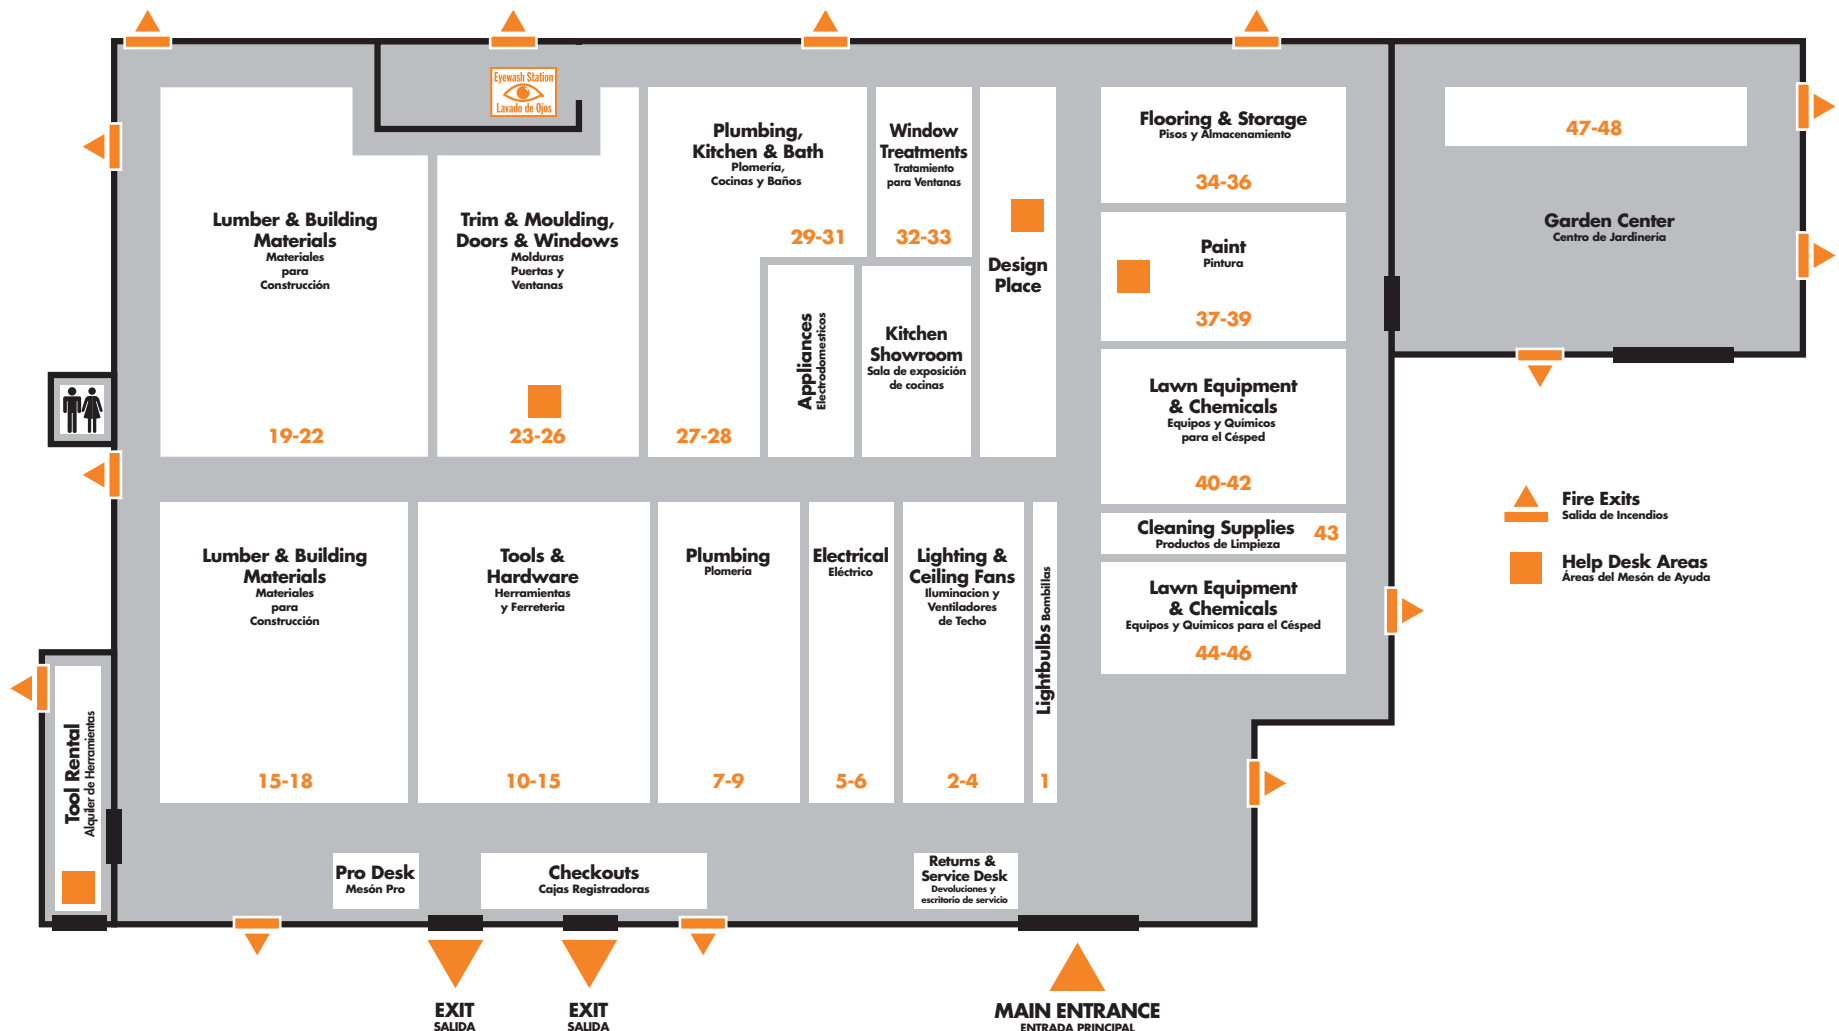 Eyewash Station
Lavado de Ojos
Lumber & Building
Materials
Materiales
para
Construcción
19-22
Trim & Moulding,
Doors & Windows
Molduras
Puertas y
Ventanas
23-26
Plumbing,
Kitchen & Bath
Plomería,
Cocinas y Baños
29-31
27-28
Window
Treatments
Tratamiento
para Ventanas
32-33
Appliances
Electrodomesticos
Kitchen
Showroom
Sala de exposición
de cocinas
Design
Place
Flooring & Storage
Pisos y Almacenamiento
34-36
Paint
Pintura
37-39
Lawn Equipment
& Chemicals
Equipos y Químicos
para el Césped
40-42
Cleaning Supplies
Productos de Limpieza
43
Lawn Equipment
& Chemicals
Equipos y Químicos para el Césped
44-46
47-48
Garden Center
Centro de Jardinería
Fire Exits
Salida de Incendios
Help Desk Areas
Áreas del Mesón de Ayuda
Lumber & Building
Materials
Materiales
para
Construcción
15-18
Tools &
Hardware
Herramientas
y Ferreteria
10-15
Plumbing
Plomería
7-9
Electrical
Eléctrico
5-6
Lighting &
Ceiling Fans
Iluminacion y
Ventiladores
de Techo
2-4
Lightbulbs Bombillas
1
Tool Rental
Alquiler de Herramientas
Pro Desk
Mesón Pro
Checkouts
Cajas Registradoras
Returns &
Service Desk
Devoluciones y
escritorio de servicio
EXIT
SALIDA
EXIT
SALIDA
MAIN ENTRANCE
ENTRADA PRINCIPAL